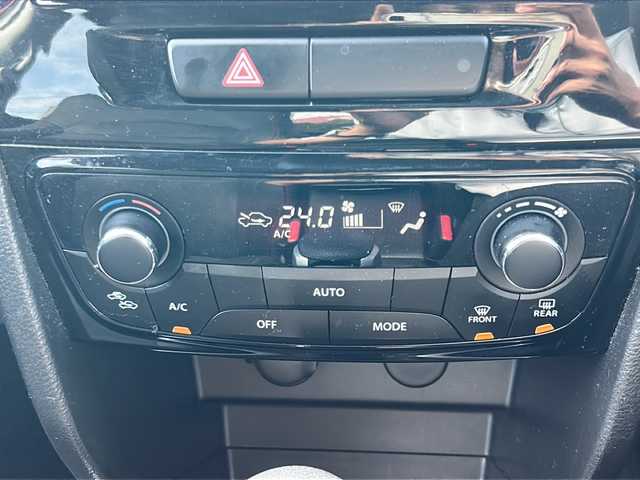 24.0
A/C
AUTO
A/C
OFF
MODE
FRONT
REAR